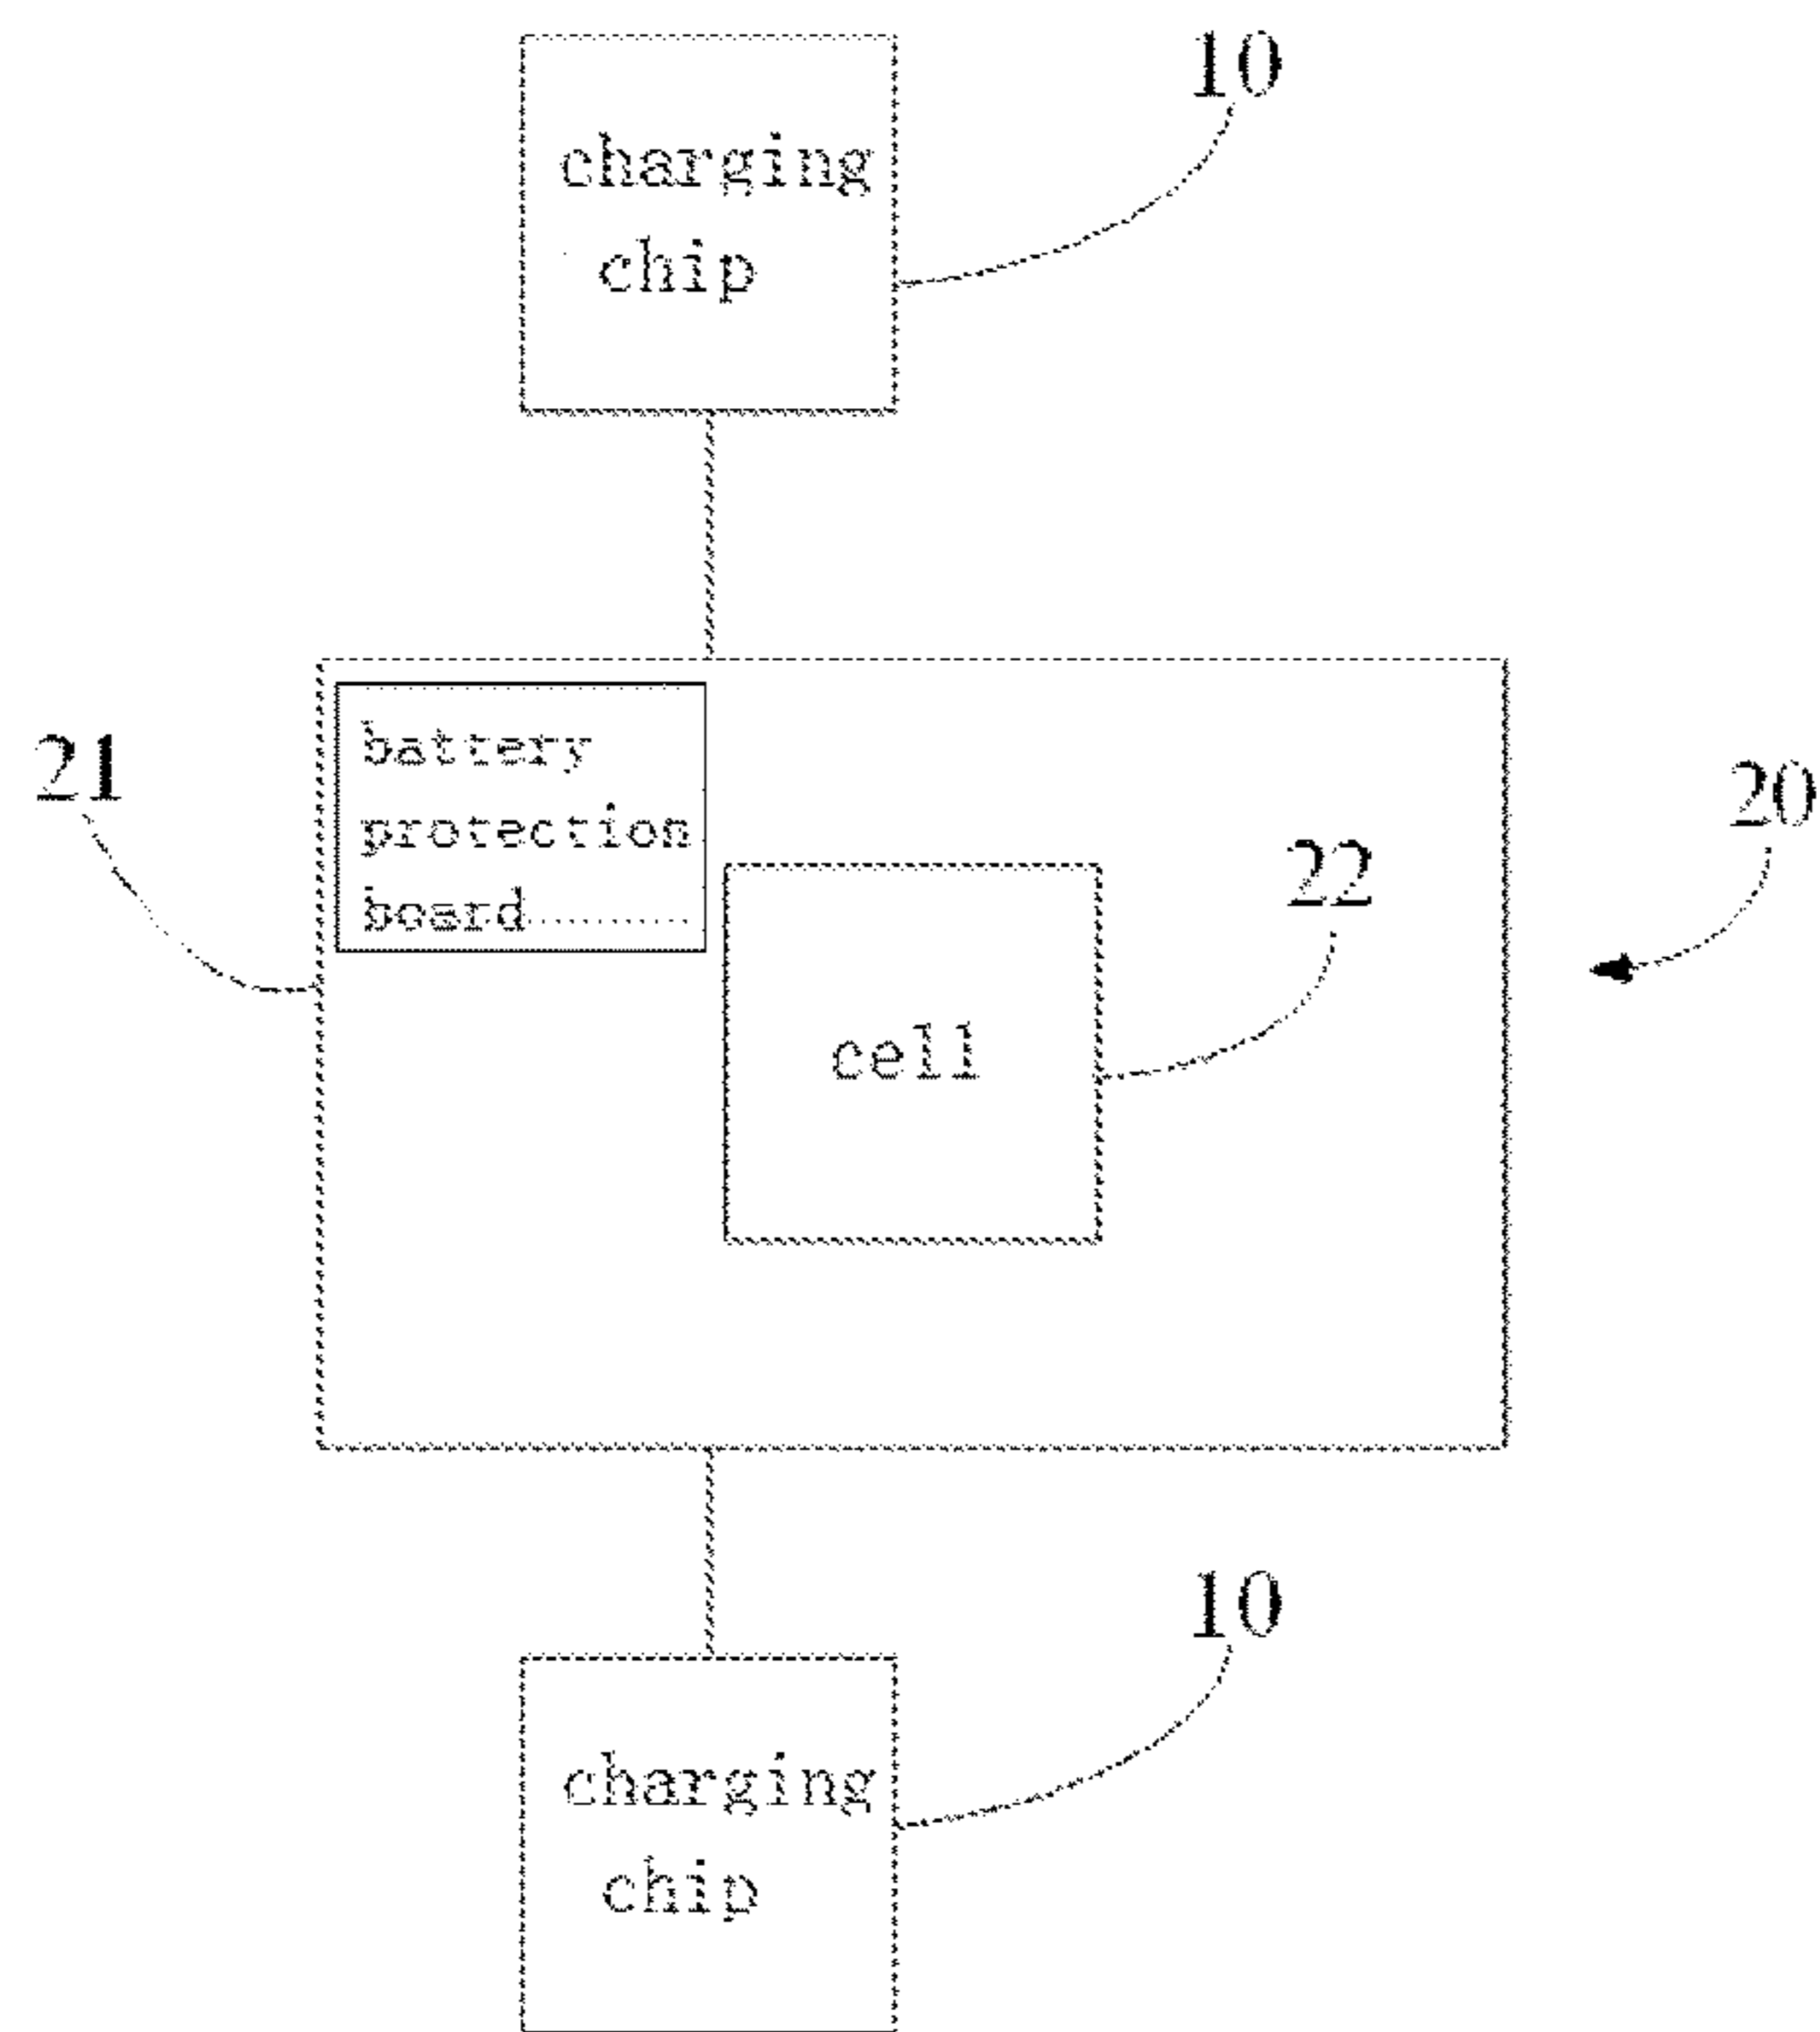 10
charging
chip
21
battery
protection
board
20
22
cell
10
charging
chip